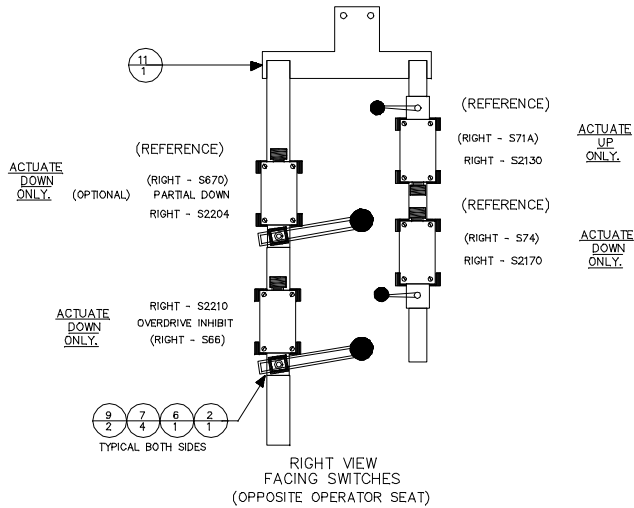 11
1
(REFERENCE)
(RIGHT - S71A)
RIGHT - S2130
ACTUATE
UP
ONLY.
(REFERENCE)
(RIGHT - S670)
(OPTIONAL) PARTIAL DOWN
RIGHT - S2204
ACTUATE
DOWN
ONLY.
(REFERENCE)
(RIGHT - S74)
RIGHT - S2170
ACTUATE
DOWN
ONLY.
RIGHT - S2210
OVERDRIVE INHIBIT
(RIGHT - S66)
ACTUATE
DOWN
ONLY.
9 7 6 2
2 4 1 1
TYPICAL BOTH SIDES
RIGHT VIEW
FACING SWITCHES
(OPPOSITE OPERATOR SEAT)